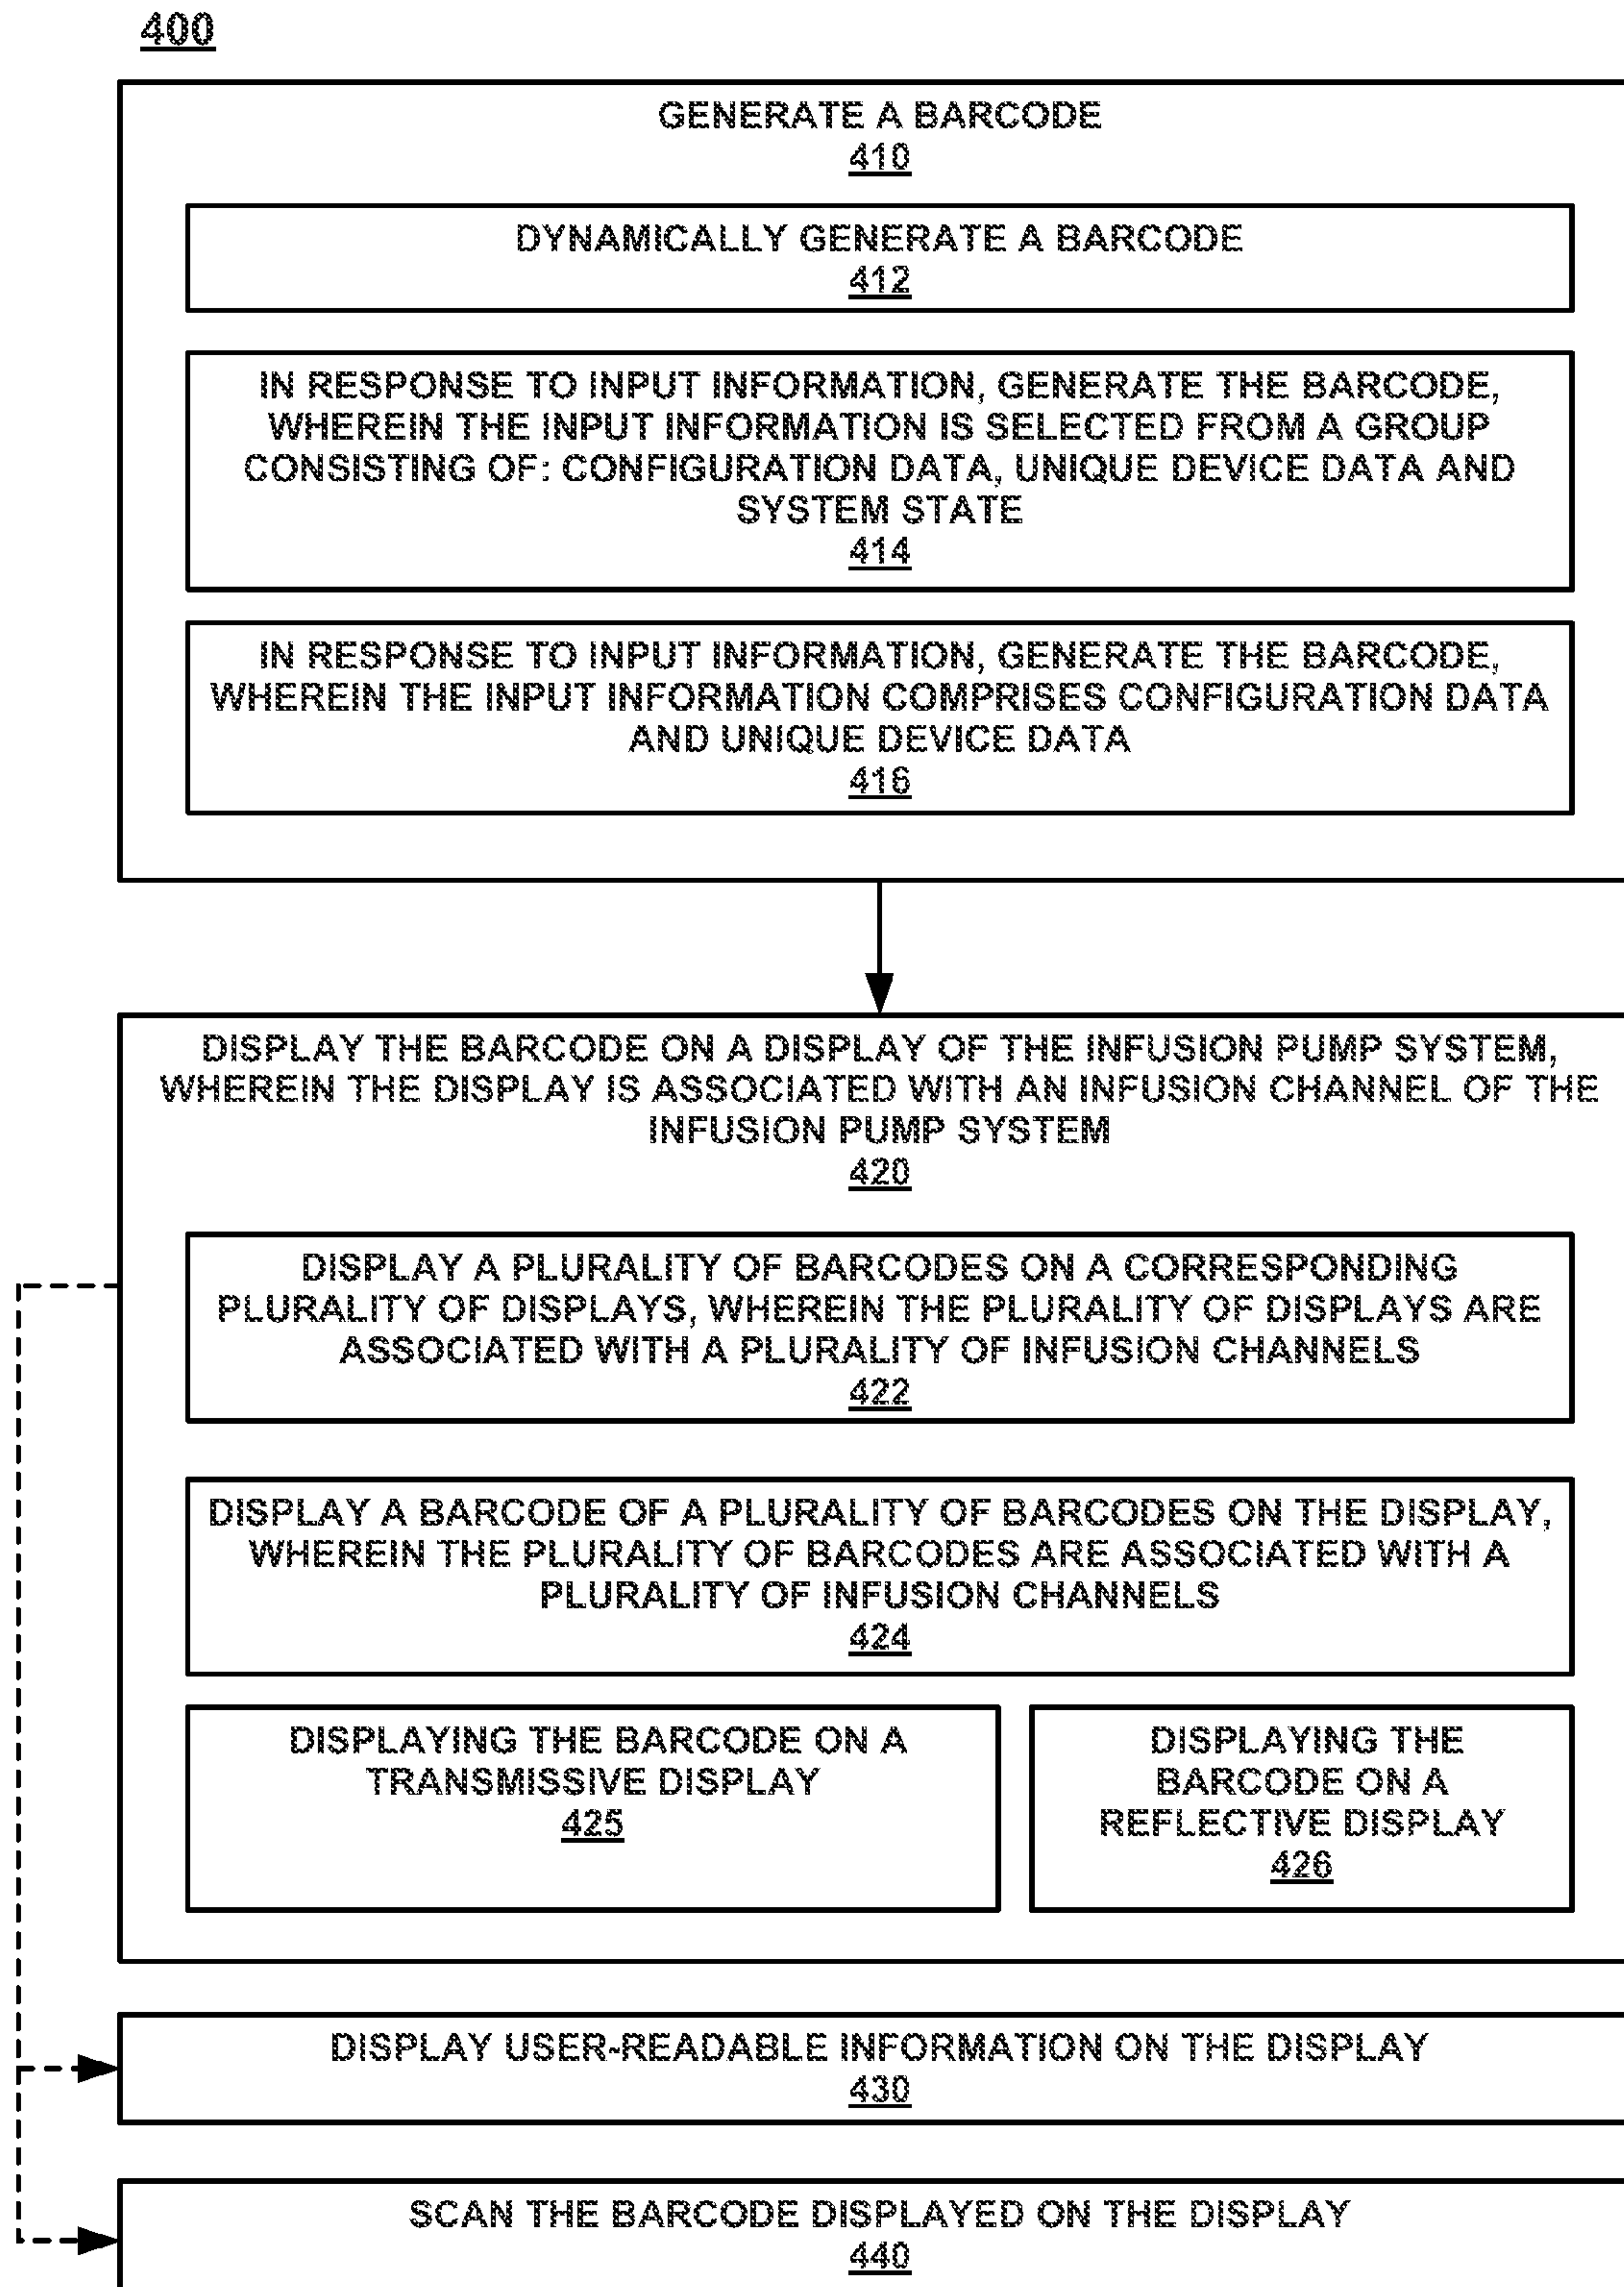 400
GENERATE A BARCODE
410
DYNAMICALLY GENERATE A BARCODE
412
IN RESPONSE TO INPUT INFORMATION, GENERATE THE BARCODE,
WHEREIN THE INPUT INFORMATION IS SELECTED FROM A GROUP
CONSISTING OF: CONFIGURATION DATA, UNIQUE DEVICE DATA AND
SYSTEM STATE
414
IN RESPONSE TO INPUT INFORMATION, GENERATE THE BARCODE,
WHEREIN THE INPUT INFORMATION COMPRISES CONFIGURATION DATA
AND UNIQUE DEVICE DATA
416
DISPLAY THE BARCODE ON A DISPLAY OF THE INFUSION PUMP SYSTEM,
WHEREIN THE DISPLAY IS ASSOCIATED WITH AN INFUSION CHANNEL OF THE
INFUSION PUMP SYSTEM
420
DISPLAY A PLURALITY OF BARCODES ON A CORRESPONDING
PLURALITY OF DISPLAYS, WHEREIN THE PLURALITY OF DISPLAYS ARE
ASSOCIATED WITH A PLURALITY OF INFUSION CHANNELS
422
DISPLAY A BARCODE OF A PLURALITY OF BARCODES ON THE DISPLAY,
WHEREIN THE PLURALITY OF BARCODES ARE ASSOCIATED WITH A
PLURALITY OF INFUSION CHANNELS
424
DISPLAYING THE BARCODE ON A
TRANSMISSIVE DISPLAY
425
DISPLAYING THE
BARCODE ON A
REFLECTIVE DISPLAY
426
DISPLAY USER-READABLE INFORMATION ON THE DISPLAY
430
SCAN THE BARCODE DISPLAYED ON THE DISPLAY
440